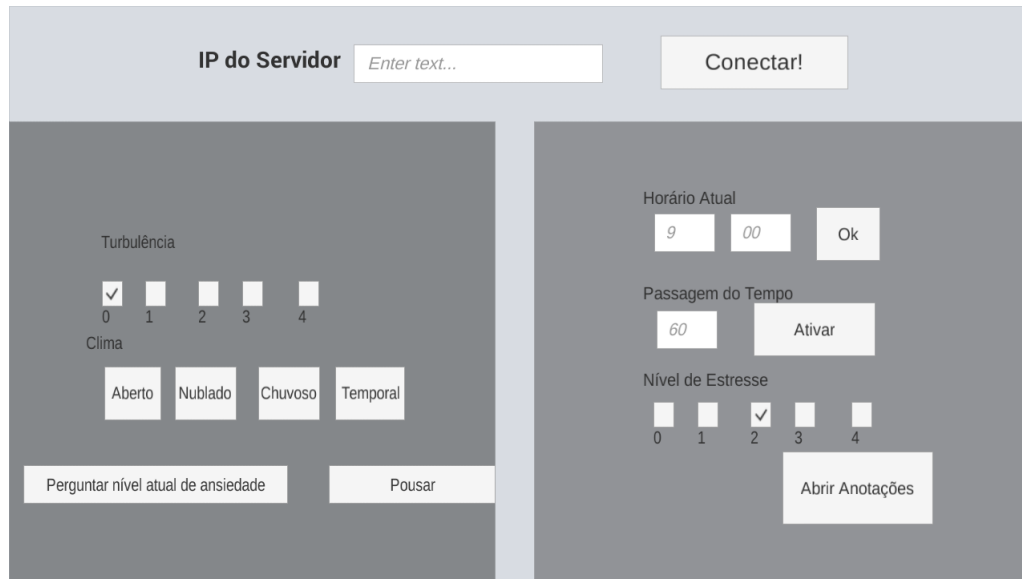 IP do Servidor Enter text... Conectar!
Turbulência
0 1 2 3 4
Clima
Aberto Nublado Chuvoso Temporal
Perguntar nível atual de ansiedade Pousar
Horário Atual
9 00 Ok
Passagem do Tempo
60 Ativar
Nível de Estresse
0 1 2 3 4
Abrir Anotações